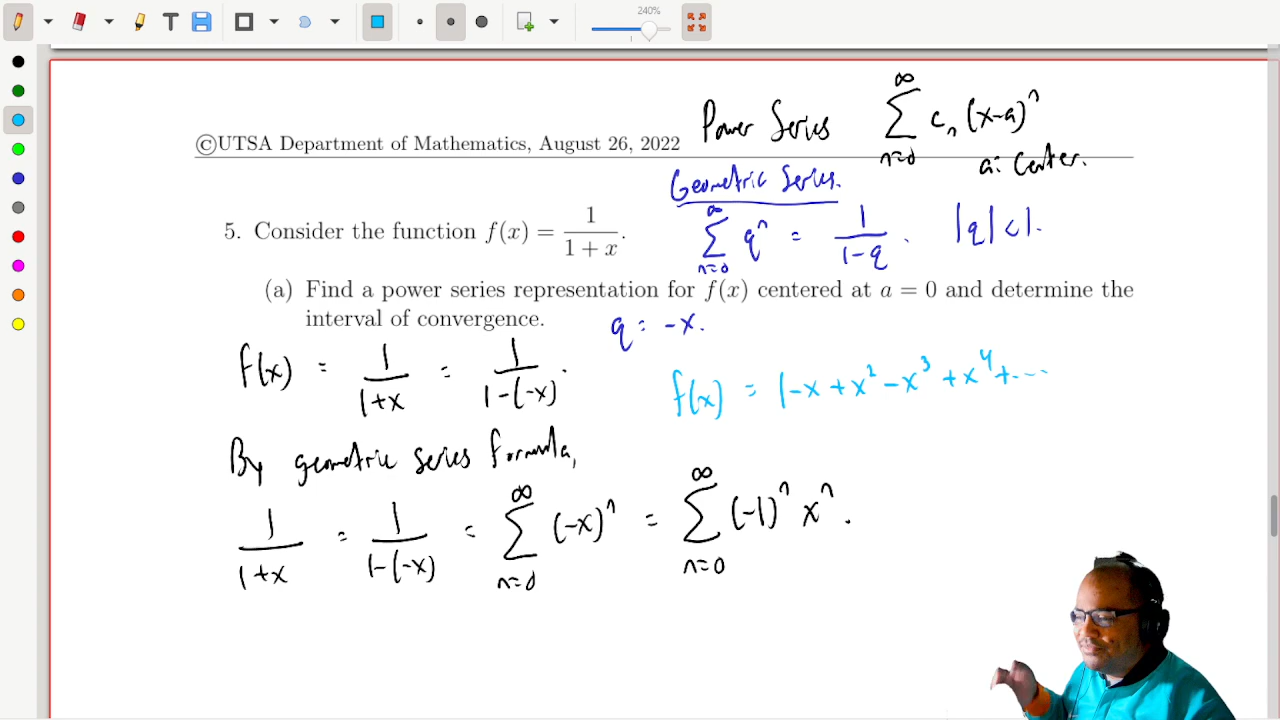 240%
Power Series ∑_{n=0}^{∞} c_n (x-a)^n
©UTSA Department of Mathematics, August 26, 2022
a: Center.
Geometric Series.
∑_{n=0}^{∞} q^n = 1/(1-q). |q|<1.
5. Consider the function f(x) = 1/(1 + x).
(a) Find a power series representation for f(x) centered at a = 0 and determine the
interval of convergence.
q = -x.
f(x) = 1/(1+x) = 1/(1-(-x)).
f(x) = 1-x+x^2-x^3+x^4+...
By geometric series formula,
1/(1+x) = 1/(1-(-x)) = ∑_{n=0}^{∞} (-x)^n = ∑_{n=0}^{∞} (-1)^n x^n.